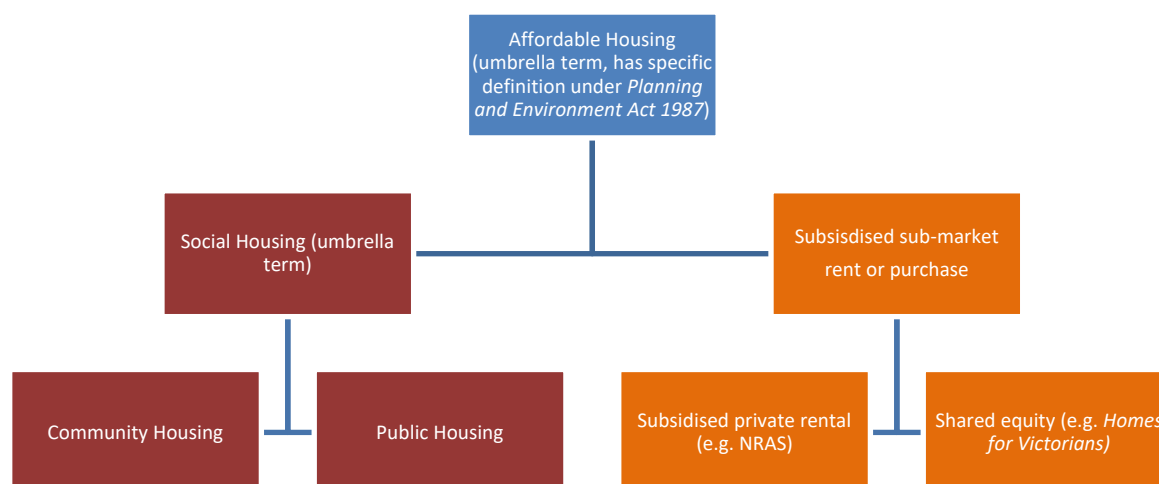 Affordable Housing
(umbrella term, has specific
definition under Planning
and Environment Act 1987)
Social Housing (umbrella
term)
Subsisdised sub-market
rent or purchase
Community Housing
Public Housing
Subsidised private rental
(e.g. NRAS)
Shared equity (e.g. Homes
for Victorians)